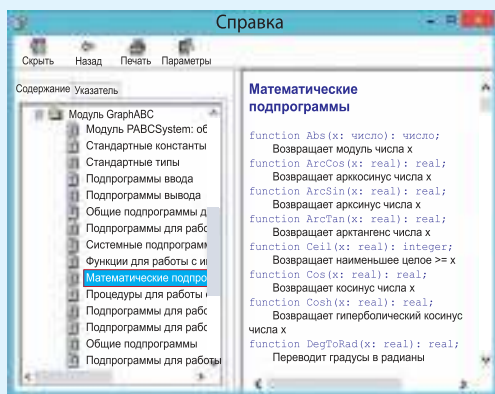 Справка
Скрыть Назад Печать Параметры
Содержание Указатель
Модуль GraphABC
Модуль PABCSystem: об
Стандартные константы
Стандартные типы
Подпрограммы ввода
Подпрограммы вывода
Общие подпрограммы д
Подпрограммы для рабс
Системные подпрограмм
Функции для работы с и
Математические подпро
Процедуры для работы
Подпрограммы для рабс
Подпрограммы для рабс
Общие подпрограммы
Подпрограммы для работы
Математические
подпрограммы
function Abs(x: число): число;
Возвращает модуль числа x
function ArcCos(x: real): real;
Возвращает арккосинус числа x
function ArcSin(x: real): real;
Возвращает арксинус числа x
function ArcTan(x: real): real;
Возвращает арктангенс числа x
function Ceil(x: real): integer;
Возвращает наименьшее целое >= x
function Cos(x: real): real;
Возвращает косинус числа x
function Cosh(x: real): real;
Возвращает гиперболический косинус
числа x
function DegToRad(x: real): real;
Переводит градусы в радианы